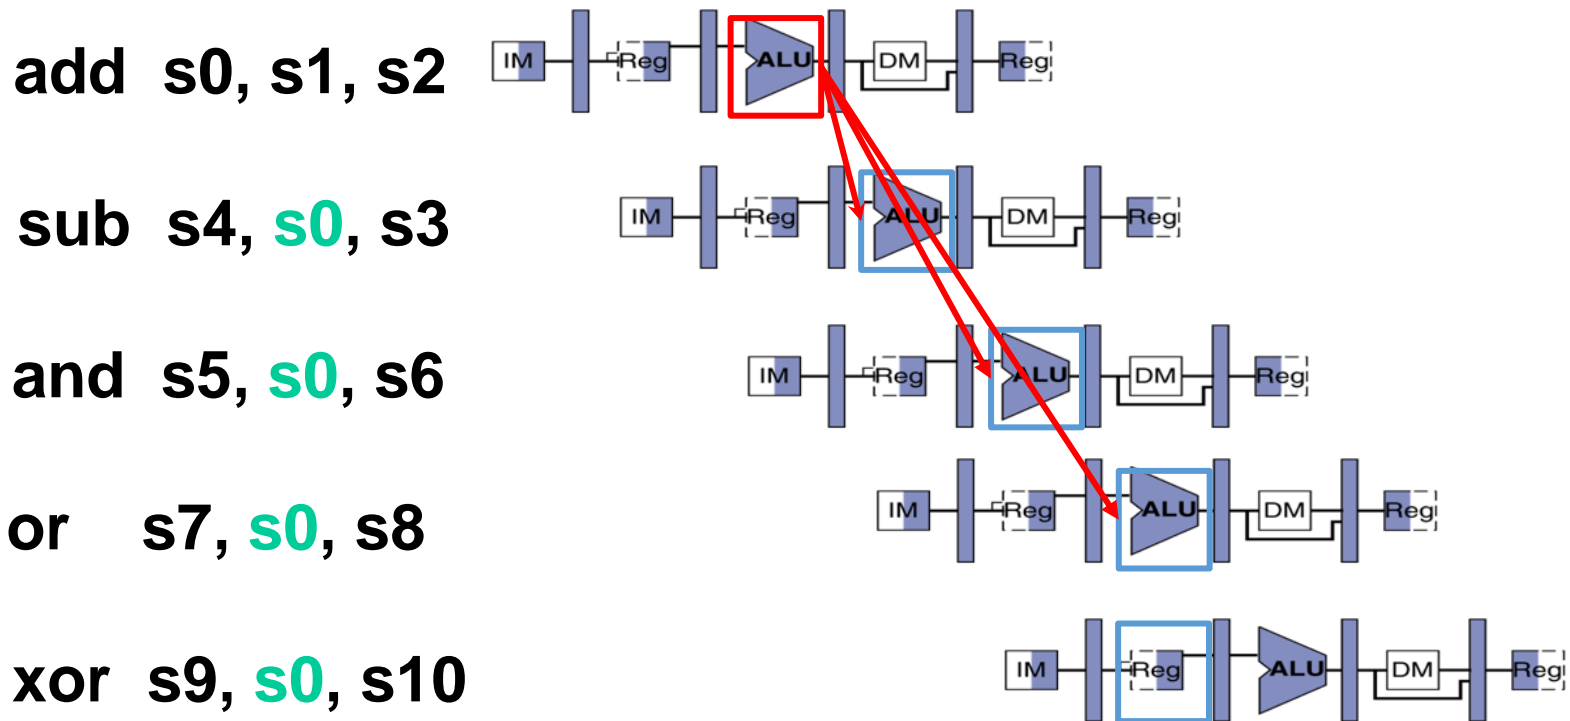 add s0, s1, s2 IM Reg ALU DM Reg
sub s4, s0, s3 IM Reg ALU DM Reg
and s5, s0, s6 IM Reg ALU DM Reg
or s7, s0, s8 IM Reg ALU DM Reg
xor s9, s0, s10 IM Reg ALU DM Reg